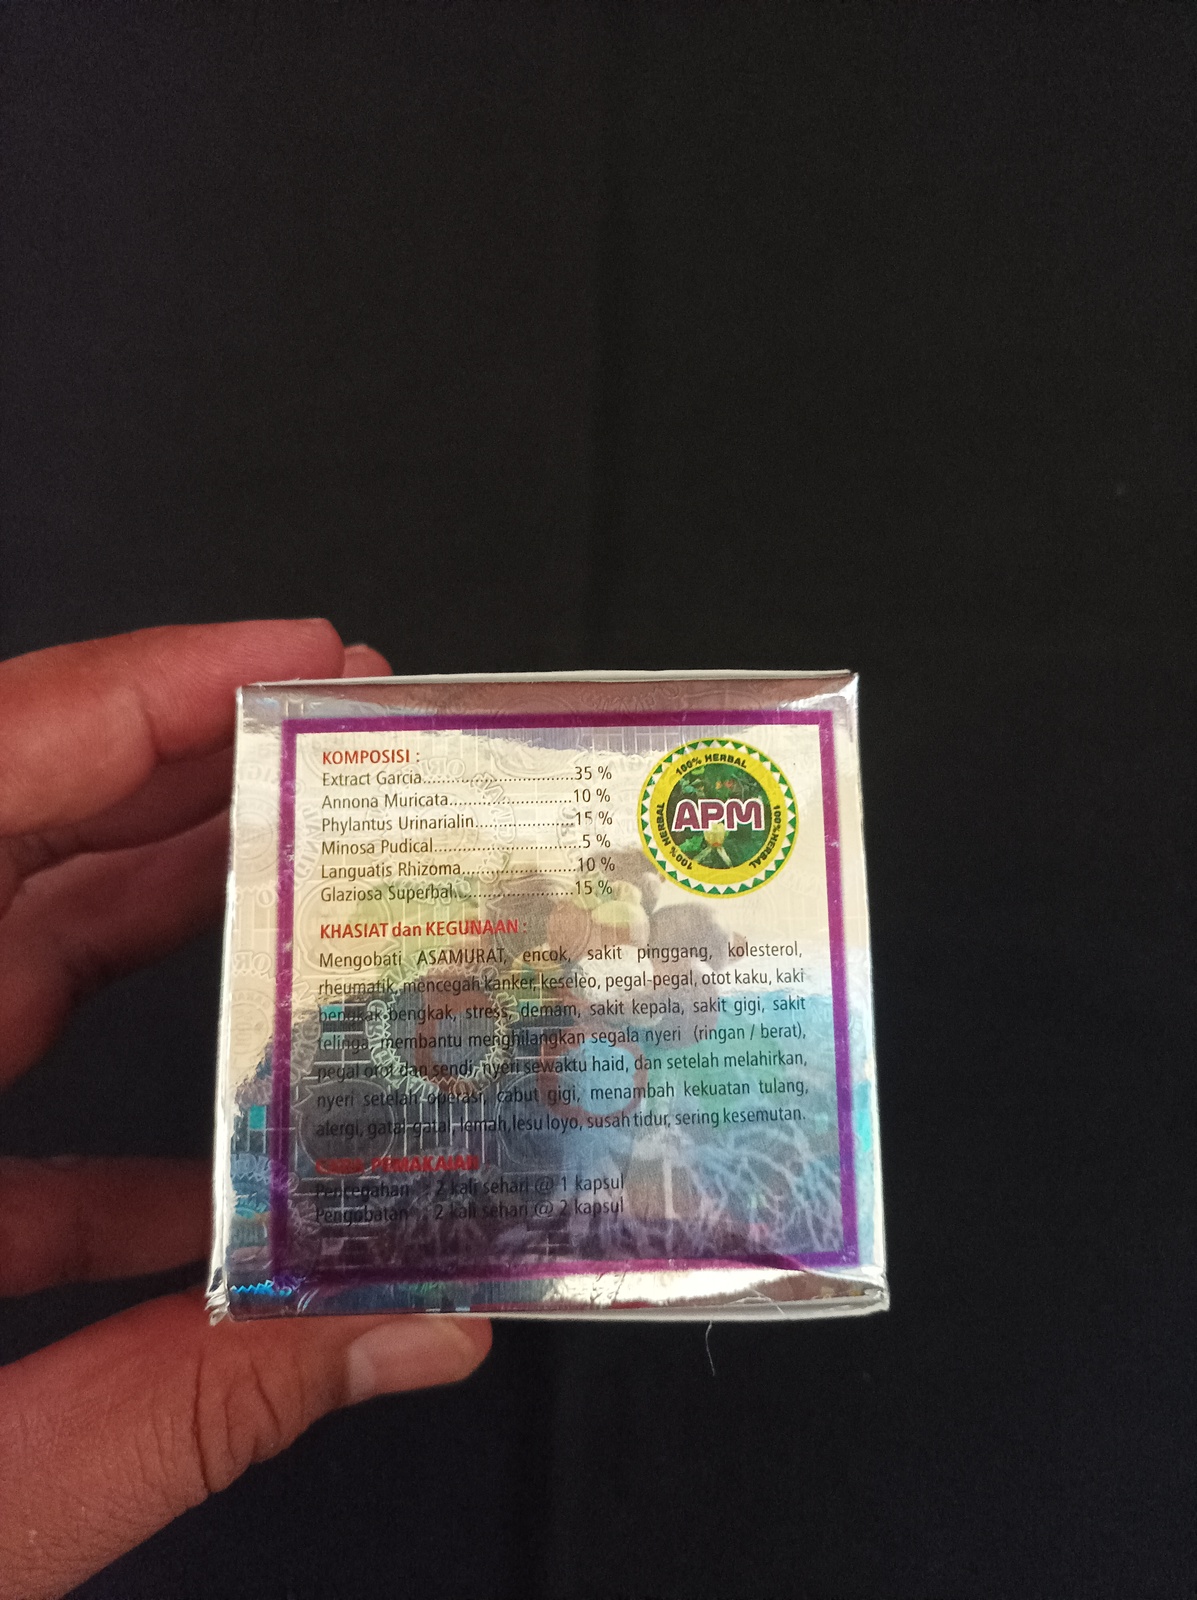 KOMPOSISI :
Extract Garcia..............................35 %
Annona Muricata........................10 %
Phylantus Urinarialin...................15 %
Minosa Pudical............................5 %
Languatis Rhizoma......................10 %
Glaziosa Superbal.......................15 %
100% HERBAL
100% HERBAL
100% HERBAL
APM
KHASIAT dan KEGUNAAN :
Mengobati ASAMURAT, encok, sakit pinggang, kolesterol,
rheumatik, mencegah kanker, keseleo, pegal-pegal, otot kaku, kaki
bengkak-bengkak, stress, demam, sakit kepala, sakit gigi, sakit
telinga, membantu menghilangkan segala nyeri (ringan / berat),
pegal otot dan sendi, nyeri sewaktu haid, dan setelah melahirkan,
nyeri setelah operasi, cabut gigi, menambah kekuatan tulang,
alergi, gatal-gatal, lemah, lesu loyo, susah tidur, sering kesemutan.
CARA PEMAKAIAN
Pencegahan : 2 kali sehari @ 1 kapsul
Pengobatan : 2 kali sehari @ 2 kapsul